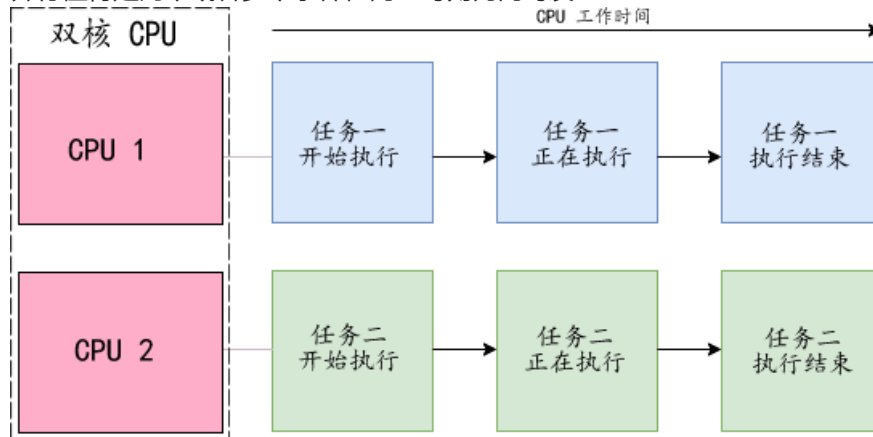 双核 CPU
CPU 工作时间
CPU 1
任务一
开始执行
任务一
正在执行
任务一
执行结束
CPU 2
任务二
开始执行
任务二
正在执行
任务二
执行结束